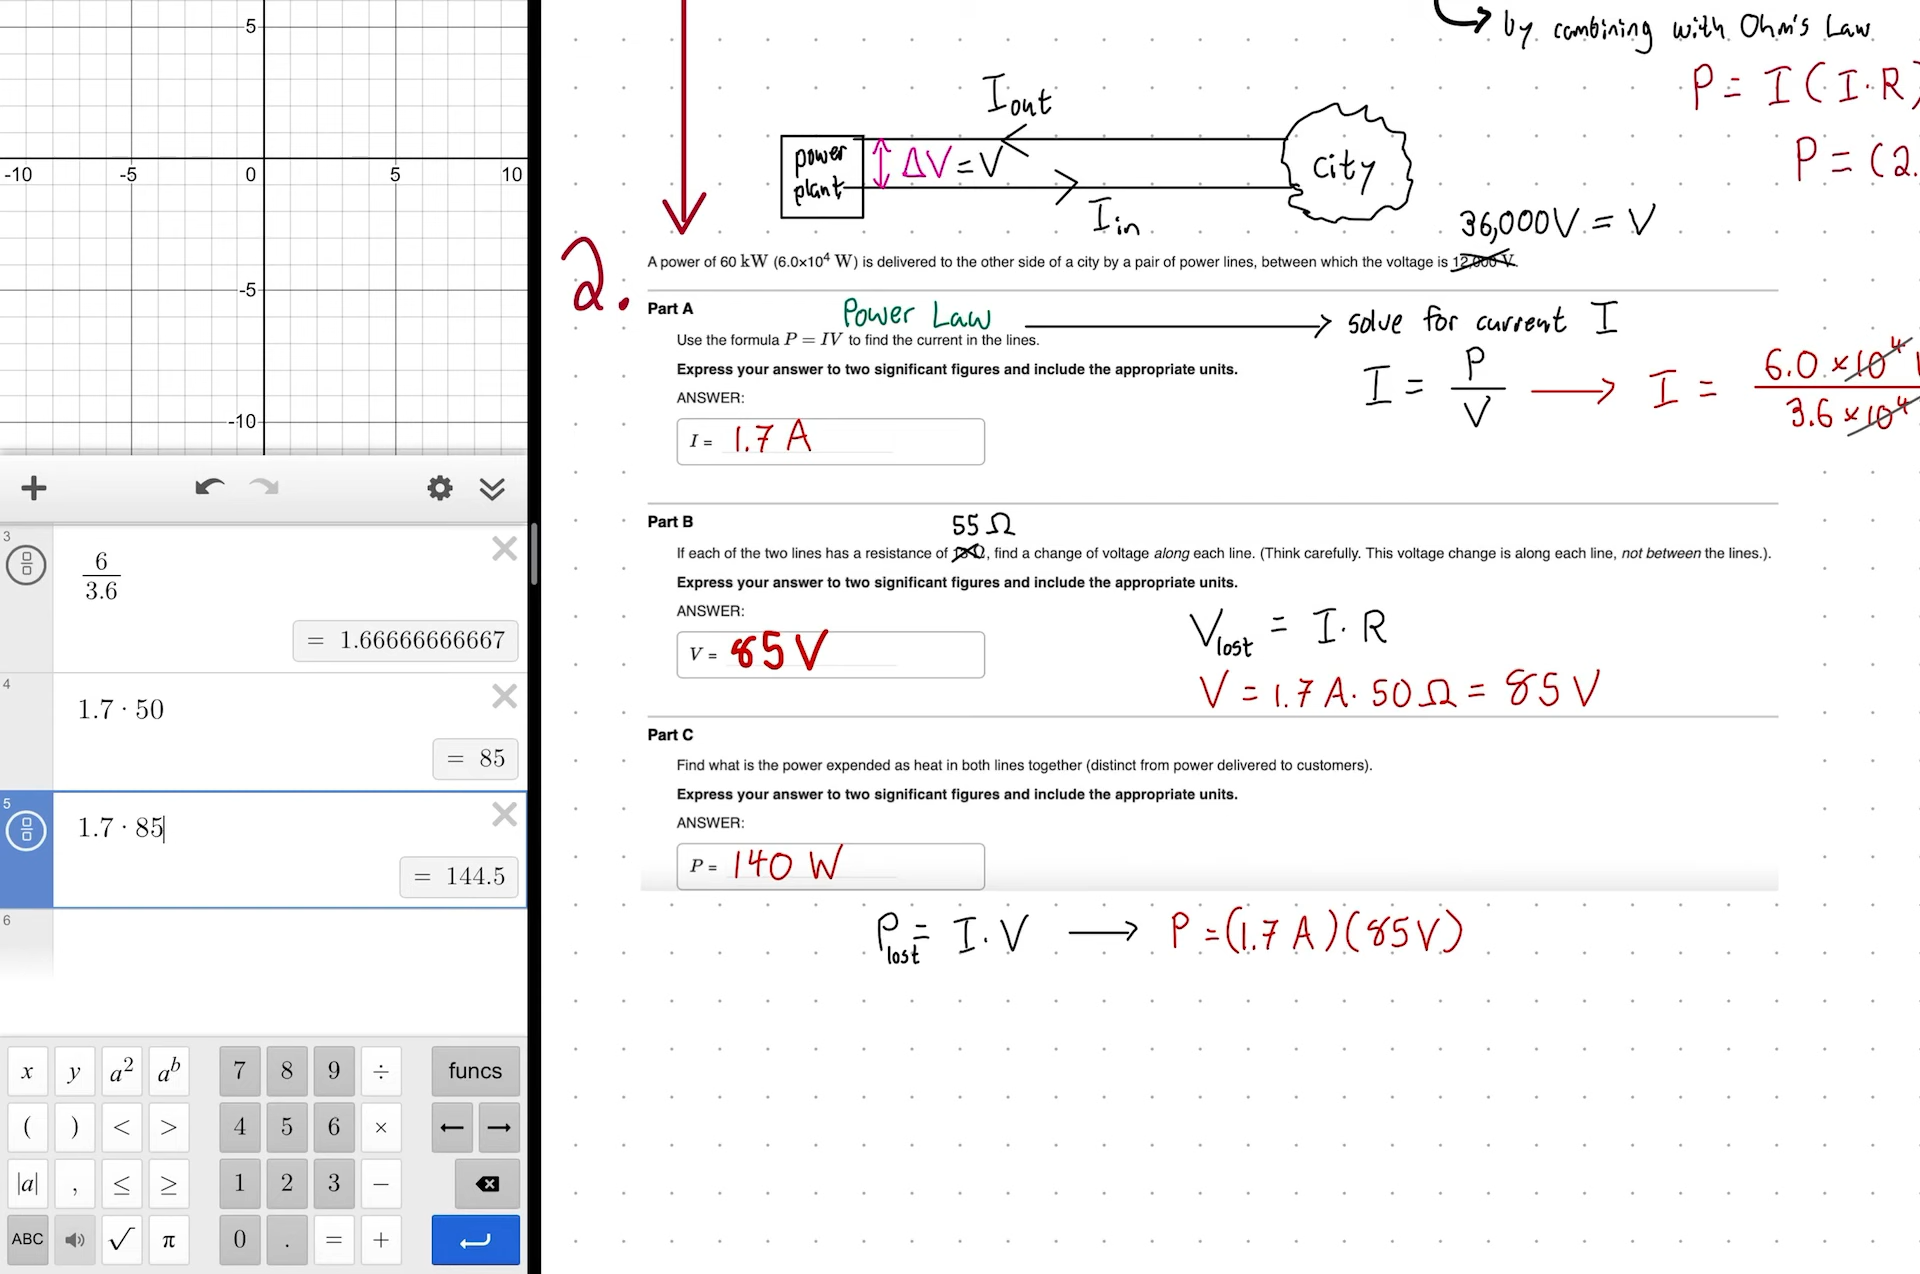 5
-10
-5
0
5
10
-5
-10
3
6
3.6
= 1.66666666667
4
1.7 · 50
= 85
5
1.7 · 85
= 144.5
6
x y a² aᵇ 7 8 9 ÷ funcs
( ) < > 4 5 6 ×
|a| , ≤ ≥ 1 2 3 −
ABC √ π 0 . = +
by combining with Ohm's Law
P = I(I·R)
P = (2.
I out
power plant
ΔV = V
city
I in
36,000V = V
2.
A power of 60 kW (6.0×10⁴ W) is delivered to the other side of a city by a pair of power lines, between which the voltage is 12,000 V.
Part A
Power Law → solve for current I
Use the formula P = IV to find the current in the lines.
I = P/V → I = 6.0 × 10⁴ / 3.6 × 10⁴
Express your answer to two significant figures and include the appropriate units.
ANSWER:
I = 1.7 A
Part B
55 Ω
If each of the two lines has a resistance of , find a change of voltage along each line. (Think carefully. This voltage change is along each line, not between the lines.).
Express your answer to two significant figures and include the appropriate units.
ANSWER:
V = 85 V
V lost = I·R
V = 1.7 A · 50 Ω = 85 V
Part C
Find what is the power expended as heat in both lines together (distinct from power delivered to customers).
Express your answer to two significant figures and include the appropriate units.
ANSWER:
P = 140 W
P lost = I·V → P = (1.7 A)(85V)